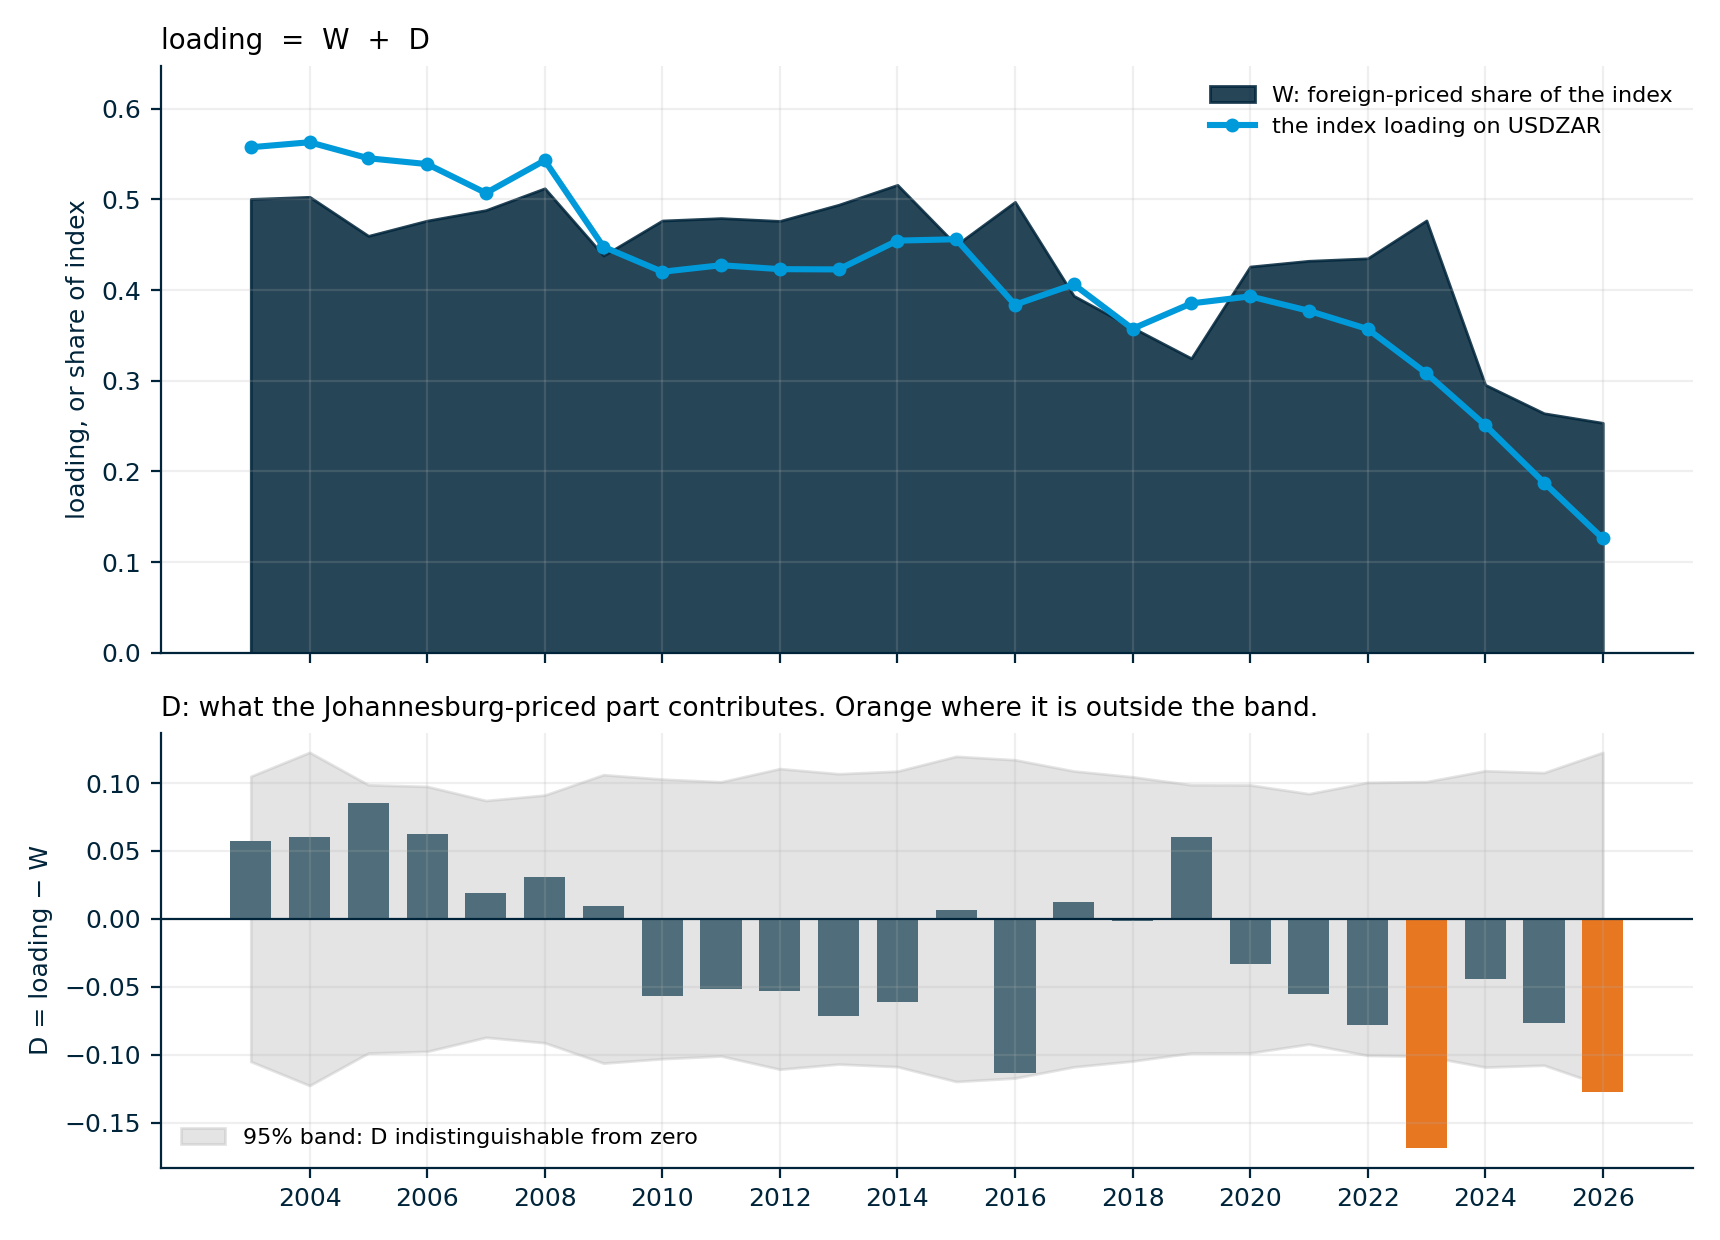 loading = W + D
W: foreign-priced share of the index
the index loading on USDZAR
loading, or share of index
0.6
0.5
0.4
0.3
0.2
0.1
0.0
D: what the Johannesburg-priced part contributes. Orange where it is outside the band.
D = loading − W
0.10
0.05
0.00
−0.05
−0.10
−0.15
95% band: D indistinguishable from zero
2004 2006 2008 2010 2012 2014 2016 2018 2020 2022 2024 2026